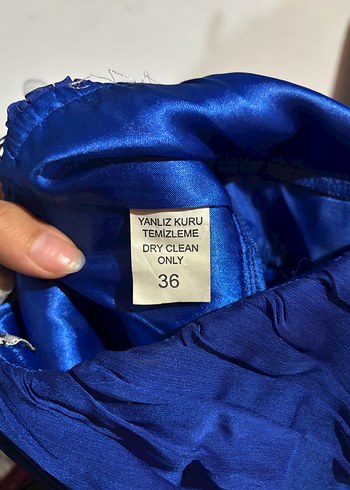 YANLIZ KURU
TEMİZLEME
DRY CLEAN
ONLY
36